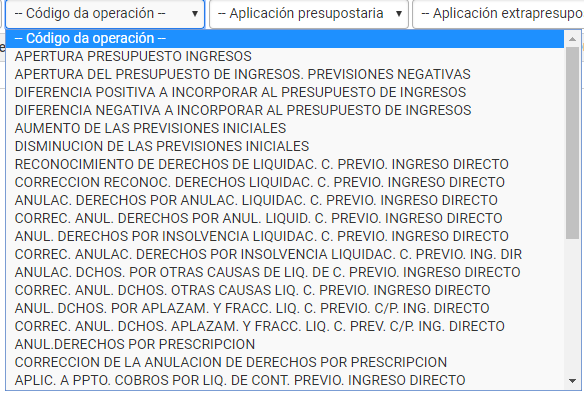 -- Código da operación -- -- Aplicación presupostaria -- Aplicación extrapresupo
-- Código da operación --
APERTURA PRESUPUESTO INGRESOS
APERTURA DEL PRESUPUESTO DE INGRESOS. PREVISIONES NEGATIVAS
DIFERENCIA POSITIVA A INCORPORAR AL PRESUPUESTO DE INGRESOS
DIFERENCIA NEGATIVA A INCORPORAR AL PRESUPUESTO DE INGRESOS
AUMENTO DE LAS PREVISIONES INICIALES
DISMINUCION DE LAS PREVISIONES INICIALES
RECONOCIMIENTO DE DERECHOS DE LIQUIDAC. C. PREVIO. INGRESO DIRECTO
CORRECCION RECONOC. DERECHOS LIQUIDAC. C. PREVIO. INGRESO DIRECTO
ANULAC. DERECHOS POR ANULAC. LIQUIDAC. C. PREVIO. INGRESO DIRECTO
CORREC. ANUL. DERECHOS POR ANUL. LIQUID. C. PREVIO. INGRESO DIRECTO
ANUL. DERECHOS POR INSOLVENCIA LIQUIDAC. C. PREVIO. INGRESO DIRECTO
CORREC. ANULAC. DERECHOS POR INSOLVENCIA LIQUIDAC. C. PREVIO. ING. DIR
ANULAC. DCHOS. POR OTRAS CAUSAS DE LIQ. DE C. PREVIO. INGRESO DIRECTO
CORREC. ANUL. DCHOS. OTRAS CAUSAS LIQ. C. PREVIO. INGRESO DIRECTO
ANUL. DCHOS. POR APLAZAM. Y FRACC. LIQ. C. PREVIO. C/P. ING. DIRECTO
CORREC. ANUL. DCHOS. APLAZAM. Y FRACC. LIQ. C. PREV. C/P. ING. DIRECTO
ANUL.DERECHOS POR PRESCRIPCION
CORRECCION DE LA ANULACION DE DERECHOS POR PRESCRIPCION
APLIC. A PPTO. COBROS POR LIQ. DE CONT. PREVIO. INGRESO DIRECTO